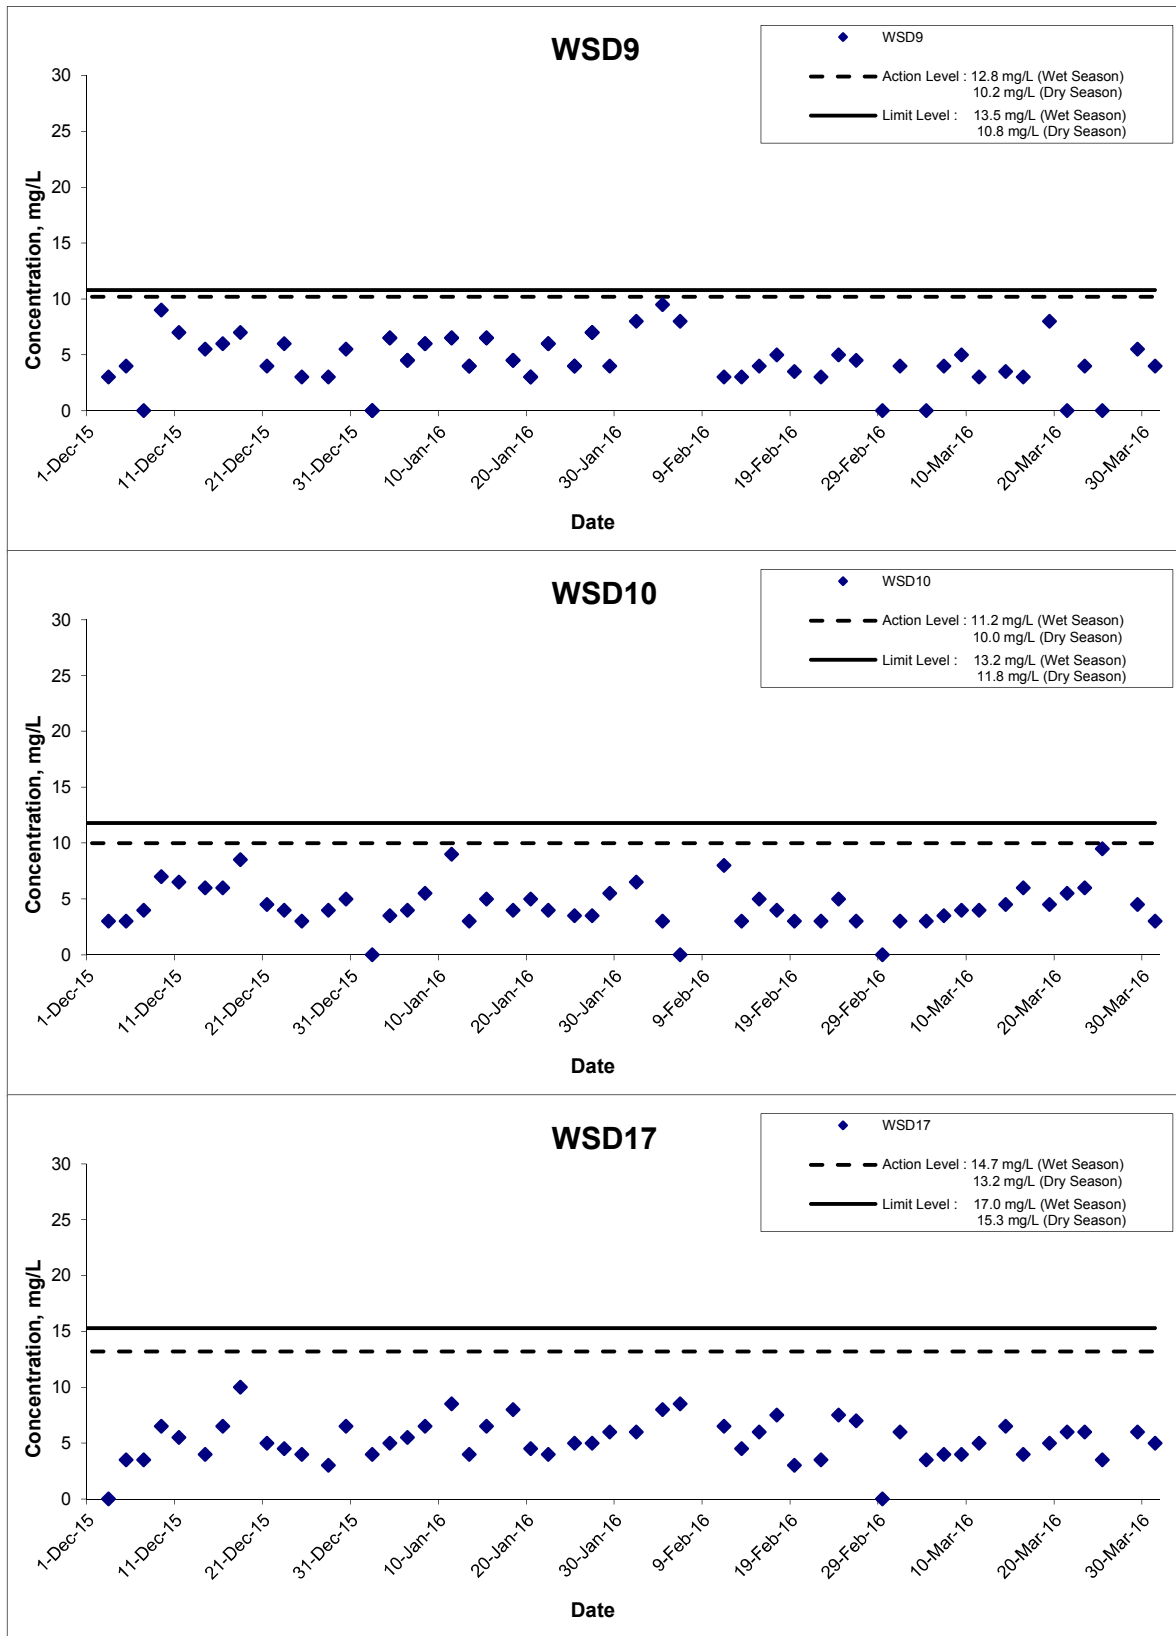 WSD9
WSD9
Action Level : 12.8 mg/L (Wet Season)
10.2 mg/L (Dry Season)
Limit Level : 13.5 mg/L (Wet Season)
10.8 mg/L (Dry Season)
Concentration, mg/L
30
25
20
15
10
5
0
1-Dec-15 11-Dec-15 21-Dec-15 31-Dec-15 10-Jan-16 20-Jan-16 30-Jan-16 9-Feb-16 19-Feb-16 29-Feb-16 10-Mar-16 20-Mar-16 30-Mar-16
Date
WSD10
WSD10
Action Level : 11.2 mg/L (Wet Season)
10.0 mg/L (Dry Season)
Limit Level : 13.2 mg/L (Wet Season)
11.8 mg/L (Dry Season)
Concentration, mg/L
30
25
20
15
10
5
0
1-Dec-15 11-Dec-15 21-Dec-15 31-Dec-15 10-Jan-16 20-Jan-16 30-Jan-16 9-Feb-16 19-Feb-16 29-Feb-16 10-Mar-16 20-Mar-16 30-Mar-16
Date
WSD17
WSD17
Action Level : 14.7 mg/L (Wet Season)
13.2 mg/L (Dry Season)
Limit Level : 17.0 mg/L (Wet Season)
15.3 mg/L (Dry Season)
Concentration, mg/L
30
25
20
15
10
5
0
1-Dec-15 11-Dec-15 21-Dec-15 31-Dec-15 10-Jan-16 20-Jan-16 30-Jan-16 9-Feb-16 19-Feb-16 29-Feb-16 10-Mar-16 20-Mar-16 30-Mar-16
Date